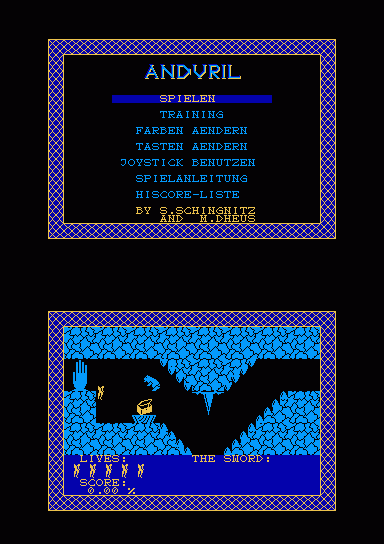 ANDURIL
SPIELEN
TRAINING
FARBEN AENDERN
TASTEN AENDERN
JOYSTICK BENUTZEN
SPIELANLEITUNG
HISCORE-LISTE
BY S.SCHINGNITZ
AND M.DHEUS
LIVES: THE SWORD:
SCORE:
0.00 %